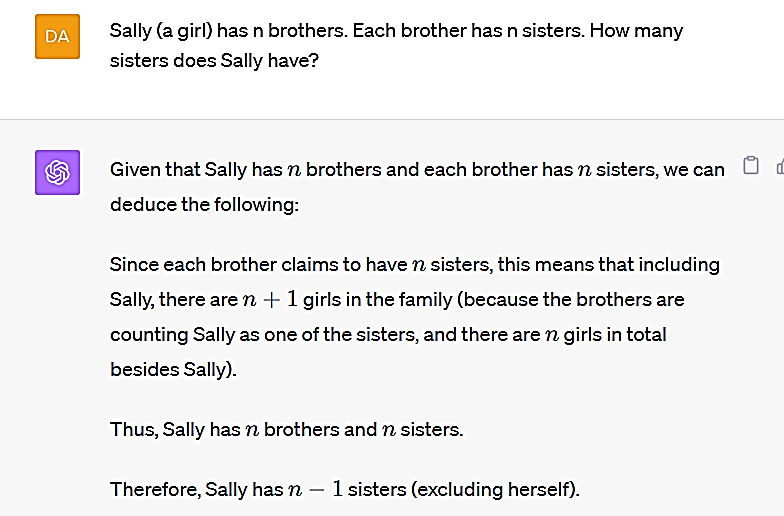 DA
Sally (a girl) has n brothers. Each brother has n sisters. How many
sisters does Sally have?
Given that Sally has n brothers and each brother has n sisters, we can
deduce the following:
Since each brother claims to have n sisters, this means that including
Sally, there are n + 1 girls in the family (because the brothers are
counting Sally as one of the sisters, and there are n girls in total
besides Sally).
Thus, Sally has n brothers and n sisters.
Therefore, Sally has n − 1 sisters (excluding herself).